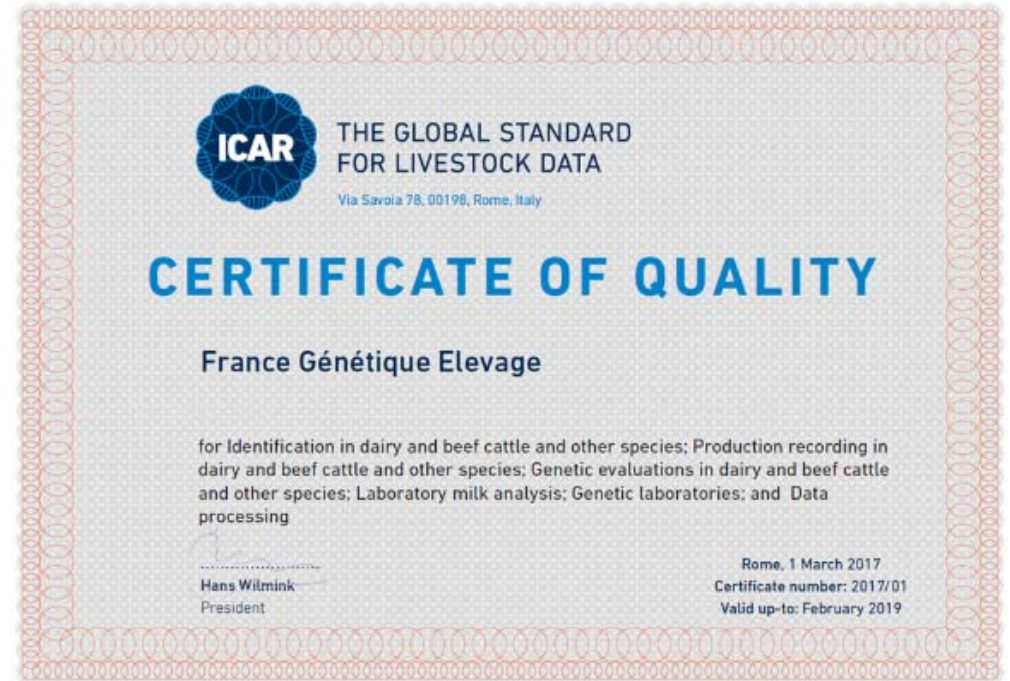 ICAR
THE GLOBAL STANDARD
FOR LIVESTOCK DATA
Via Savoia 78, 00198, Rome, Italy
CERTIFICATE OF QUALITY
France Génétique Elevage
for Identification in dairy and beef cattle and other species; Production recording in
dairy and beef cattle and other species; Genetic evaluations in dairy and beef cattle
and other species; Laboratory milk analysis; Genetic laboratories; and Data
processing
Hans Wilmink
President
Rome, 1 March 2017
Certificate number: 2017/01
Valid up-to: February 2019